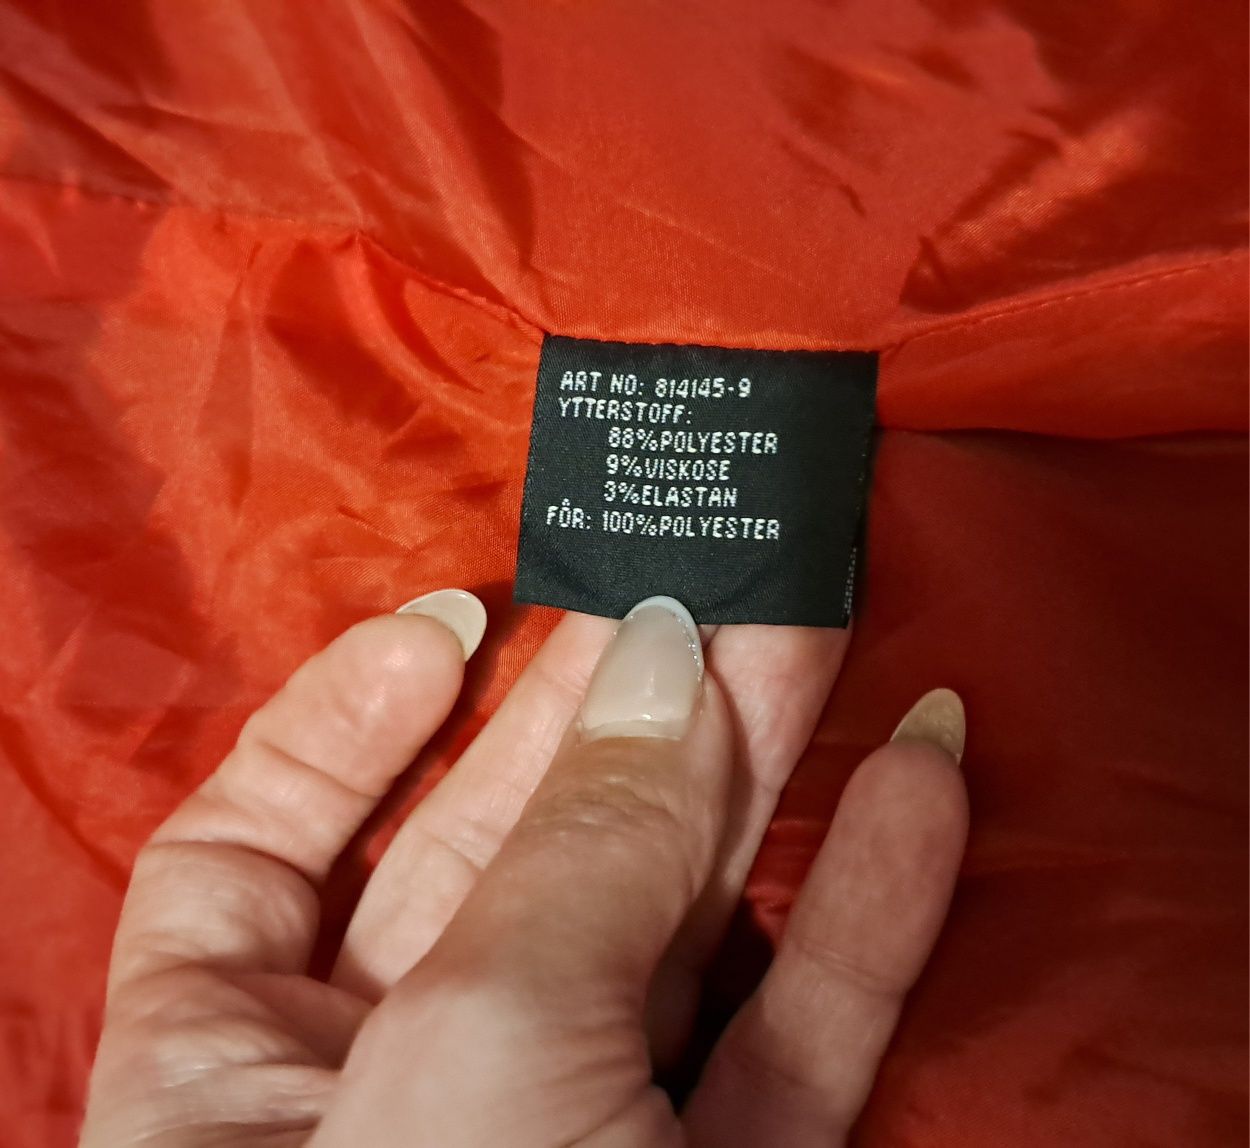 ART NO: 814145-9
YTTERSTOFF:
88%POLYESTER
9%VISKOSE
3%ELASTAN
FÔR: 100%POLYESTER